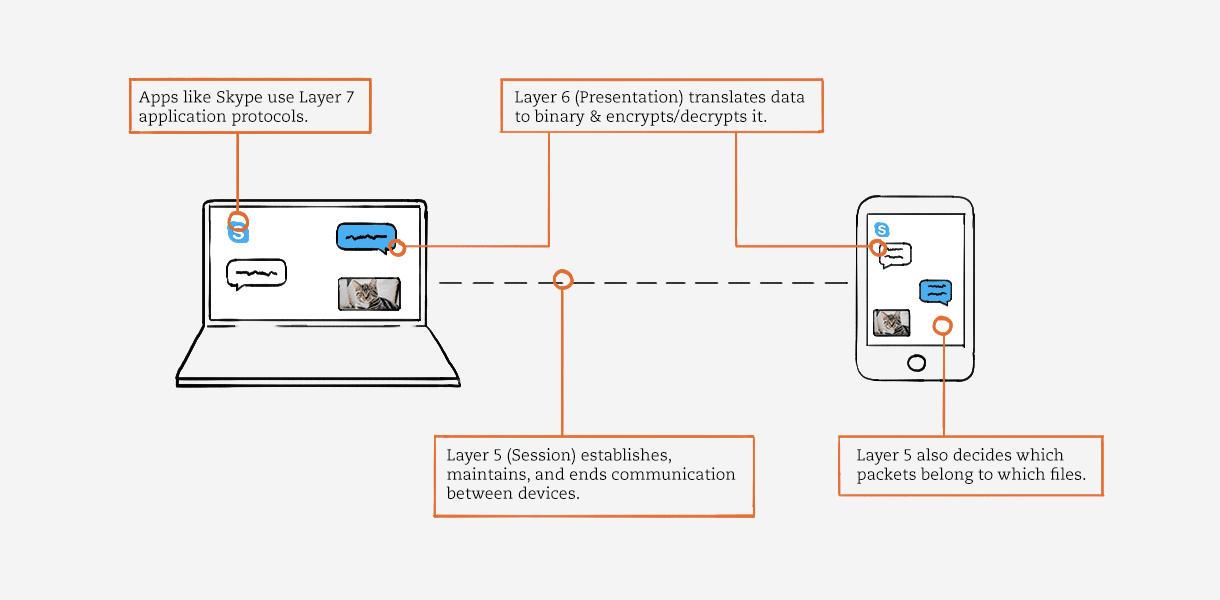 Apps like Skype use Layer 7
application protocols.
Layer 6 (Presentation) translates data
to binary & encrypts/decrypts it.
S
S
Layer 5 (Session) establishes,
maintains, and ends communication
between devices.
Layer 5 also decides which
packets belong to which files.